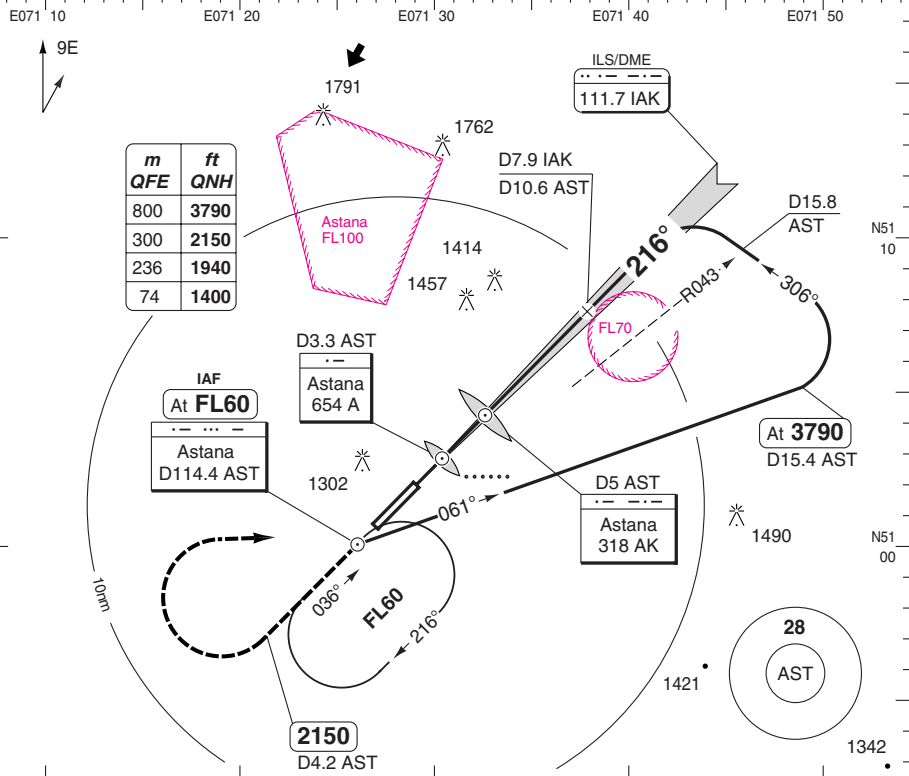 E071 10
E071 20
E071 30
E071 40
E071 50
9E
1791
1762
ILS/DME
111.7 IAK
m ft
QFE QNH
800 3790
300 2150
236 1940
74 1400
D7.9 IAK
D10.6 AST
Astana
FL100
D15.8
AST
N51
10
216°
1414
1457
R043
306°
FL70
D3.3 AST
Astana
654 A
IAF
At FL60
Astana
D114.4 AST
At 3790
D15.4 AST
1302
061°
D5 AST
Astana
318 AK
1490
N51
00
10nm
036°
FL60
216°
28
AST
1421
2150
D4.2 AST
1342